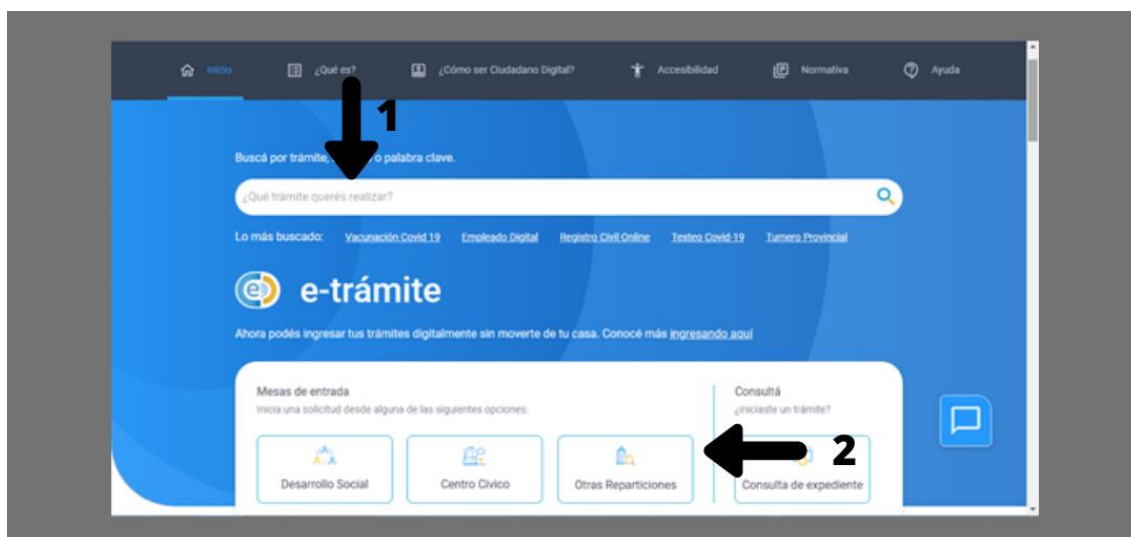 Inicio ¿Qué es? ¿Cómo ser Ciudadano Digital? Accesibilidad Normativa Ayuda
1
Buscá por trámite, o palabra clave.
¿Qué trámite querés realizar?
Lo más buscado: Vacunación Covid 19 Empleado Digital Registro Civil Online Testeo Covid-19 Turnero Provincial
e-trámite
Ahora podés ingresar tus trámites digitalmente sin moverte de tu casa. Conocé más ingresando aquí
Mesas de entrada
Inicia una solicitud desde alguna de las siguientes opciones:
Consultá
¿Iniciaste un trámite?
2
Desarrollo Social Centro Cívico Otras Reparticiones Consulta de expediente